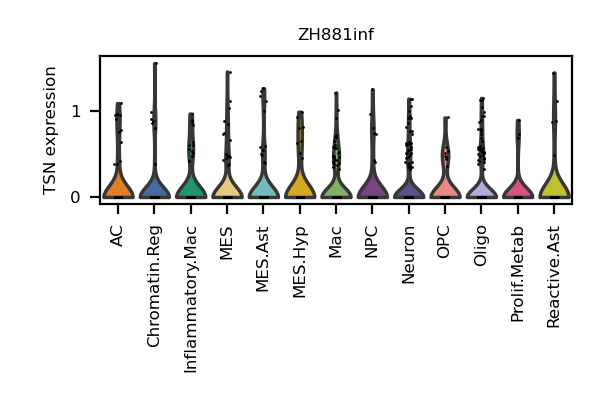 ZH881inf
TSN expression
1
0
AC
Chromatin.Reg
Inflammatory.Mac
MES
MES.Ast
MES.Hyp
Mac
NPC
Neuron
OPC
Oligo
Prolif.Metab
Reactive.Ast